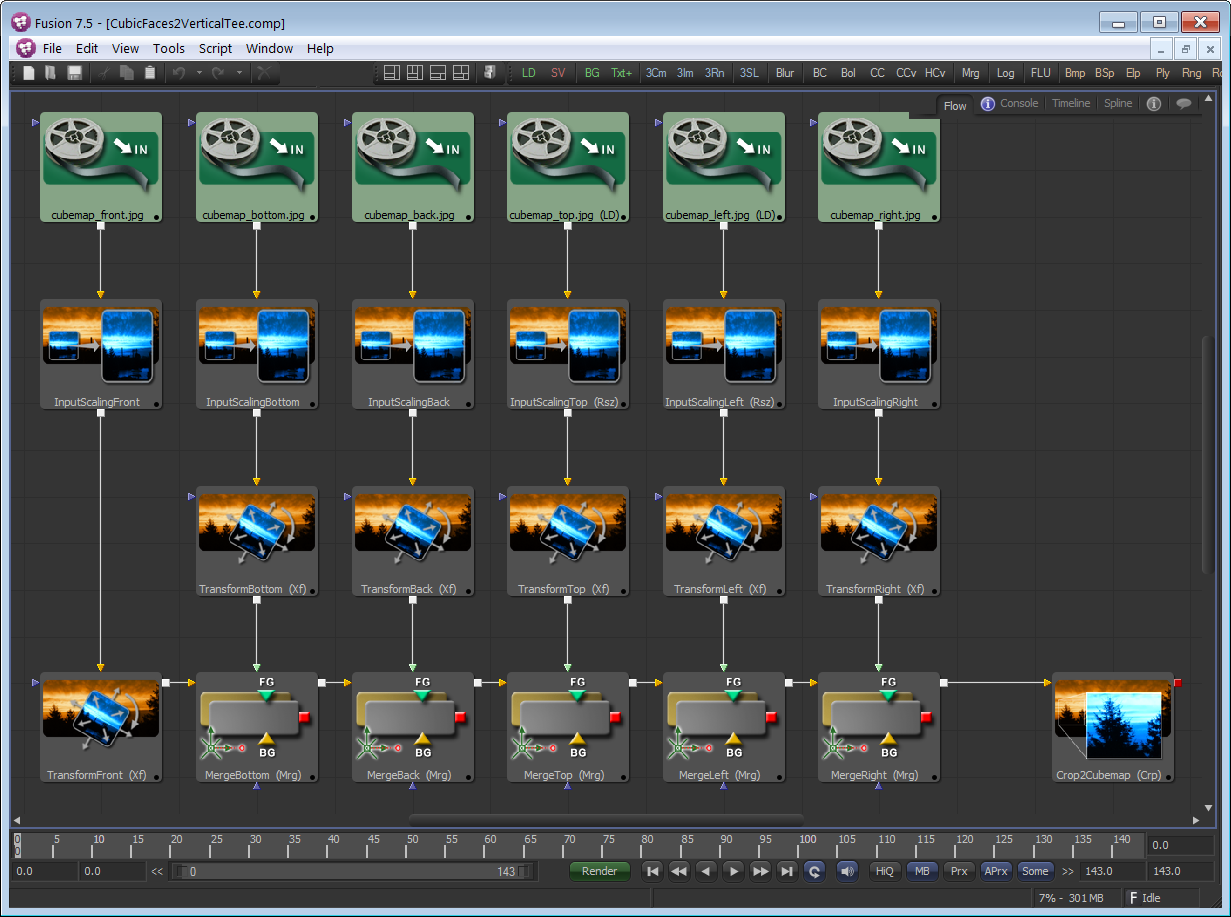 Fusion 7.5 - [CubicFaces2VerticalTee.comp]
File Edit View Tools Script Window Help
LD SV BG Txt+ 3Cm 3Im 3Rn 3SL Blur BC Bol CC CCv HCv Mrg Log FLU Bmp BSp Elp Ply Rng
Flow Console Timeline Spline
IN IN IN IN IN IN
cubemap_front.jpg cubemap_bottom.jpg cubemap_back.jpg cubemap_top.jpg (LD) cubemap_left.jpg (LD) cubemap_right.jpg
InputScalingFront InputScalingBottom InputScalingBack InputScalingTop (Rsz) InputScalingLeft (Rsz) InputScalingRight
TransformBottom (Xf) TransformBack (Xf) TransformTop (Xf) TransformLeft (Xf) TransformRight (Xf)
FG FG FG FG FG
BG BG BG BG BG
TransformFront (Xf) MergeBottom (Mrg) MergeBack (Mrg) MergeTop (Mrg) MergeLeft (Mrg) MergeRight (Mrg) Crop2Cubemap (Crp)
0 5 10 15 20 25 30 35 40 45 50 55 60 65 70 75 80 85 90 95 100 105 110 115 120 125 130 135 140 0.0
0
0.0 0.0 << 0 143 Render HiQ MB Prx APrx Some >> 143.0 143.0
7% - 301 MB F Idle